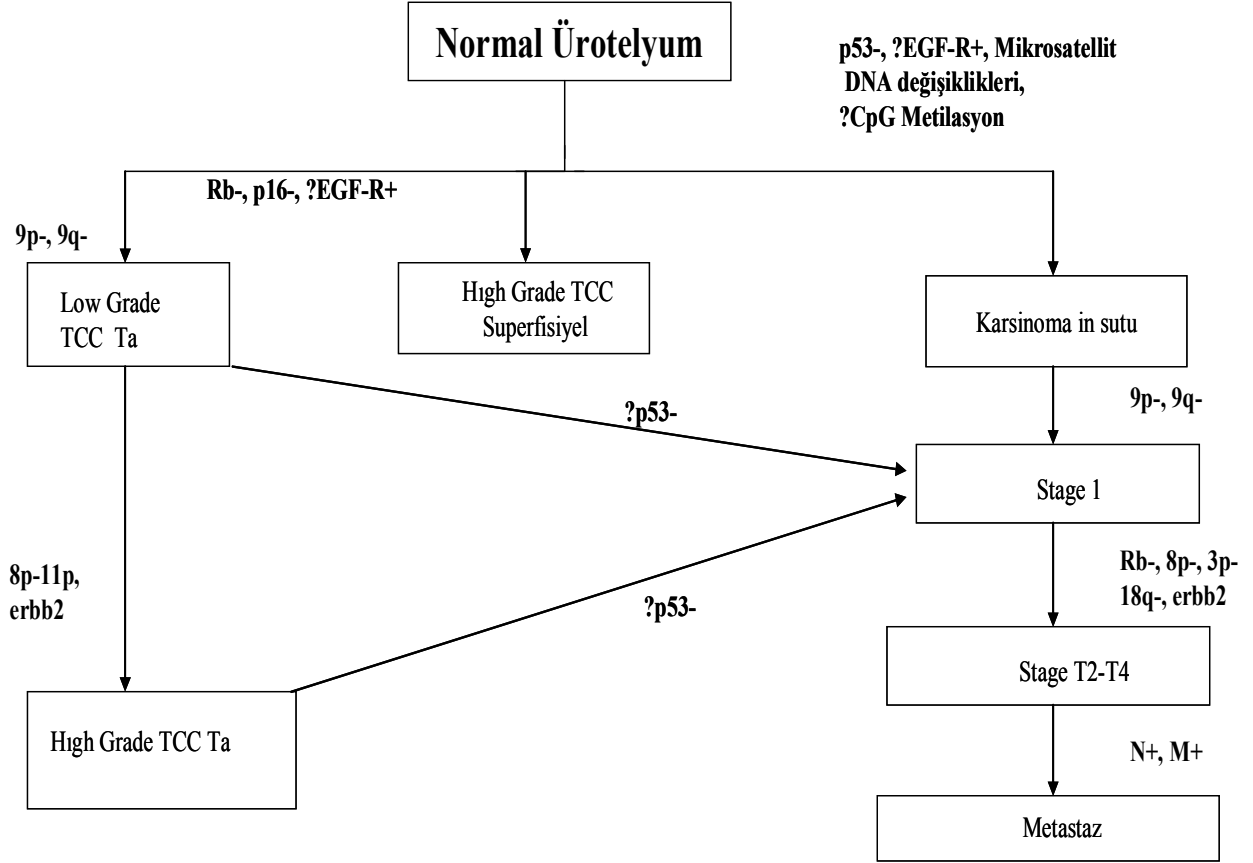 Normal Ürotelyum
p53-, ?EGF-R+, Mikrosatellit
DNA değişiklikleri,
?CpG Metilasyon
Rb-, p16-, ?EGF-R+
9p-, 9q-
Low Grade
TCC Ta
Hıgh Grade TCC
Superfisiyel
Karsinoma in sutu
9p-, 9q-
?p53-
Stage 1
8p-11p,
erbb2
?p53-
Rb-, 8p-, 3p-
18q-, erbb2
Stage T2-T4
Hıgh Grade TCC Ta
N+, M+
Metastaz